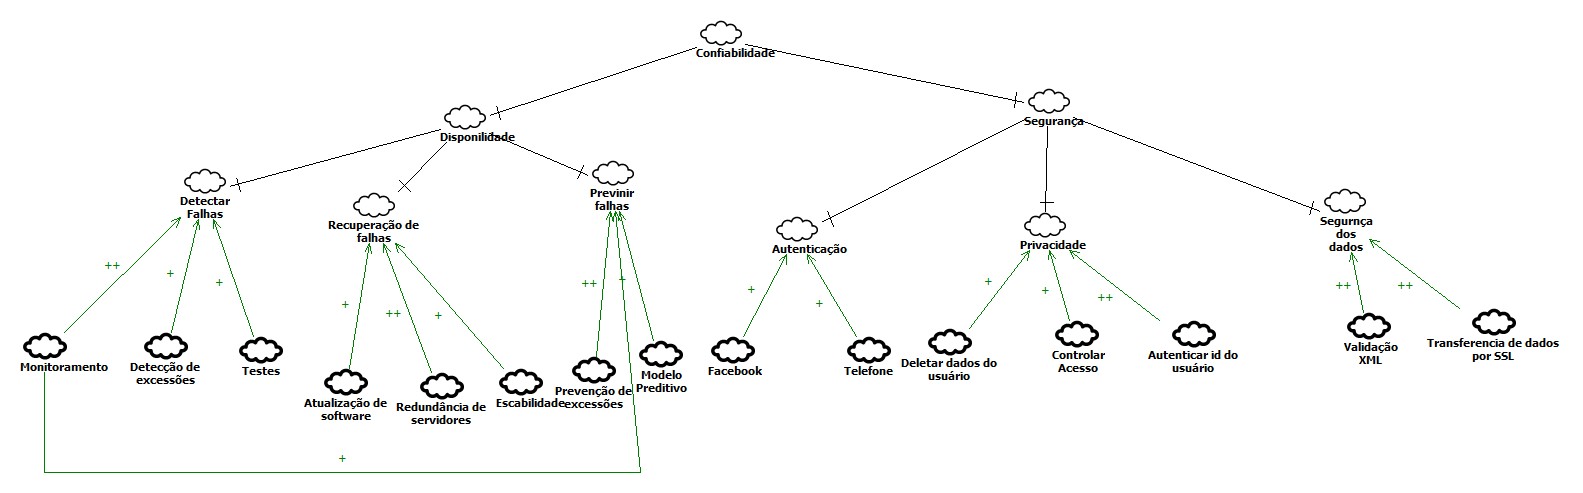 Confiabilidade
Disponilidade
Segurança
Detectar
Falhas
Recuperação de
falhas
Previnir
falhas
Autenticação
Privacidade
Segurnça
dos
dados
++
+
+
+
++
+
++
+
+
+
+
+
++
++
++
Monitoramento
Detecção de
excessões
Testes
Atualização de
software
Redundância de
servidores
Escabilidade
Prevenção de
excessões
Modelo
Preditivo
Facebook
Telefone
Deletar dados do
usuário
Controlar
Acesso
Autenticar id do
usuário
Validação
XML
Transferencia de dados
por SSL
+